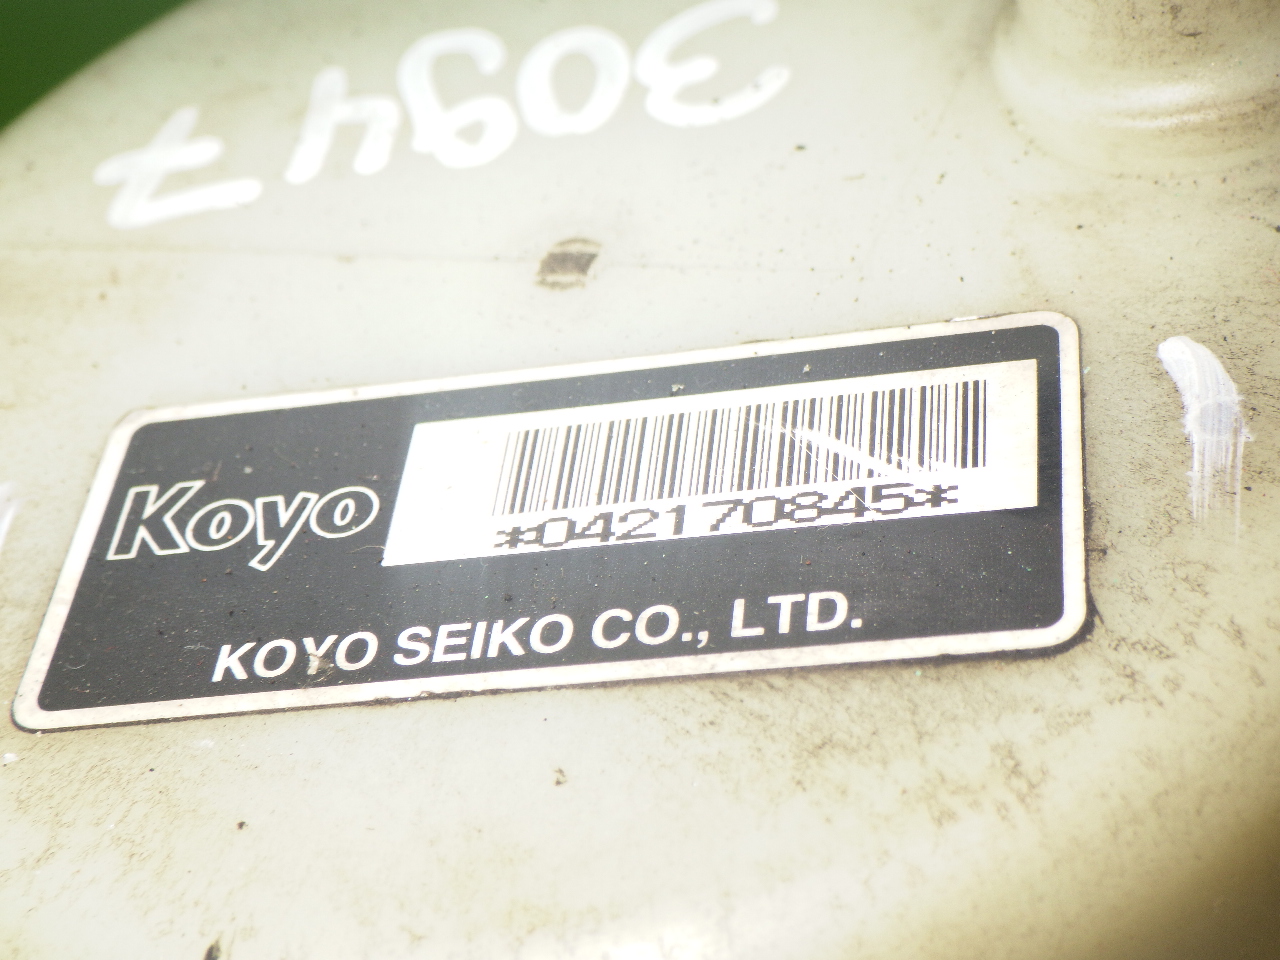 30947
Koyo
*042170845*
KOYO SEIKO CO., LTD.